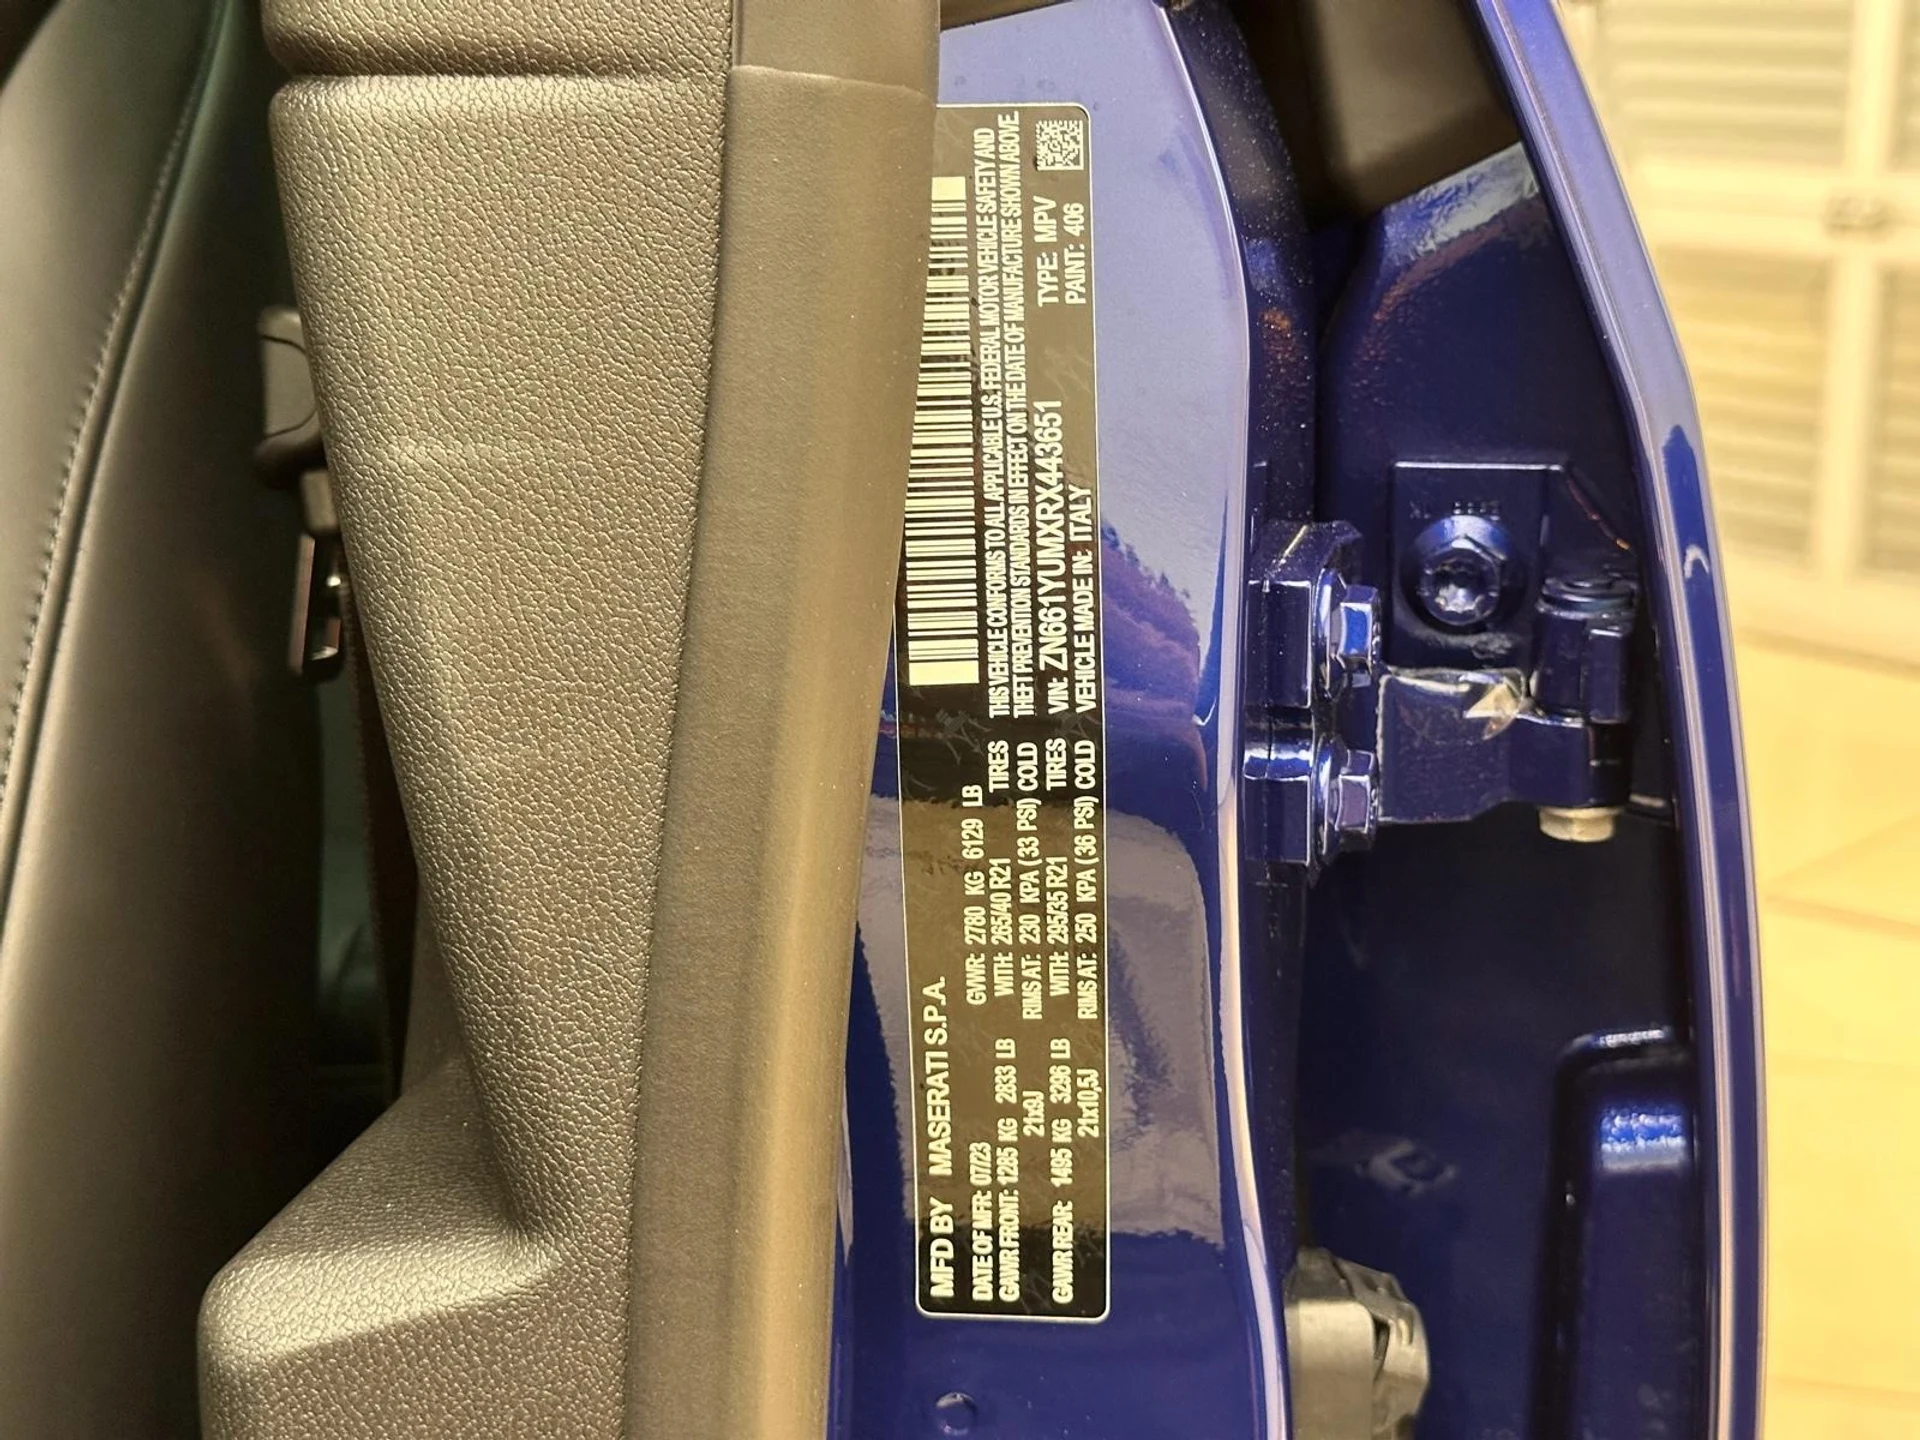 MFD BY MASERATI S.P.A.
DATE OF MFR: 07/23 GVWR: 2780 KG 6129 LB
GAWR FRONT: 1285 KG 2833 LB WITH: 265/40 R21 TIRES
21x9J RIMS AT: 230 KPA (33 PSI) COLD
GAWR REAR: 1495 KG 3296 LB WITH: 295/35 R21 TIRES
21x10,5J RIMS AT: 250 KPA (36 PSI) COLD
THIS VEHICLE CONFORMS TO ALL APPLICABLE U.S. FEDERAL MOTOR VEHICLE SAFETY AND
THEFT PREVENTION STANDARDS IN EFFECT ON THE DATE OF MANUFACTURE SHOWN ABOVE.
VIN: ZN661YUMXRX443651 TYPE: MPV
VEHICLE MADE IN: ITALY PAINT: 406